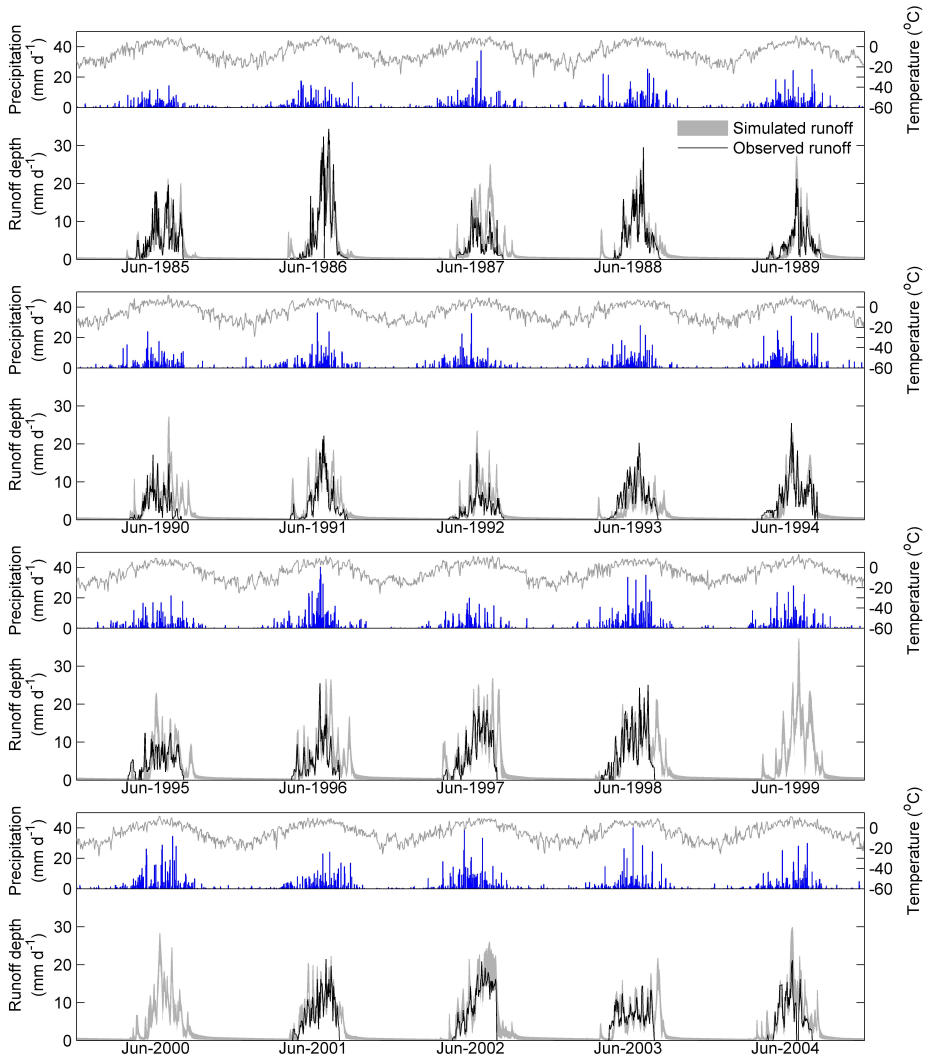 Precipitation
(mm d-1)
40
20
0
0
-20
-40
-60
Temperature (oC)
Runoff depth
(mm d-1)
30
20
10
0
Simulated runoff
Observed runoff
Jun-1985
Jun-1986
Jun-1987
Jun-1988
Jun-1989
Precipitation
(mm d-1)
40
20
0
0
-20
-40
-60
Temperature (oC)
Runoff depth
(mm d-1)
30
20
10
0
Jun-1990
Jun-1991
Jun-1992
Jun-1993
Jun-1994
Precipitation
(mm d-1)
40
20
0
0
-20
-40
-60
Temperature (oC)
Runoff depth
(mm d-1)
30
20
10
0
Jun-1995
Jun-1996
Jun-1997
Jun-1998
Jun-1999
Precipitation
(mm d-1)
40
20
0
0
-20
-40
-60
Temperature (oC)
Runoff depth
(mm d-1)
30
20
10
0
Jun-2000
Jun-2001
Jun-2002
Jun-2003
Jun-2004